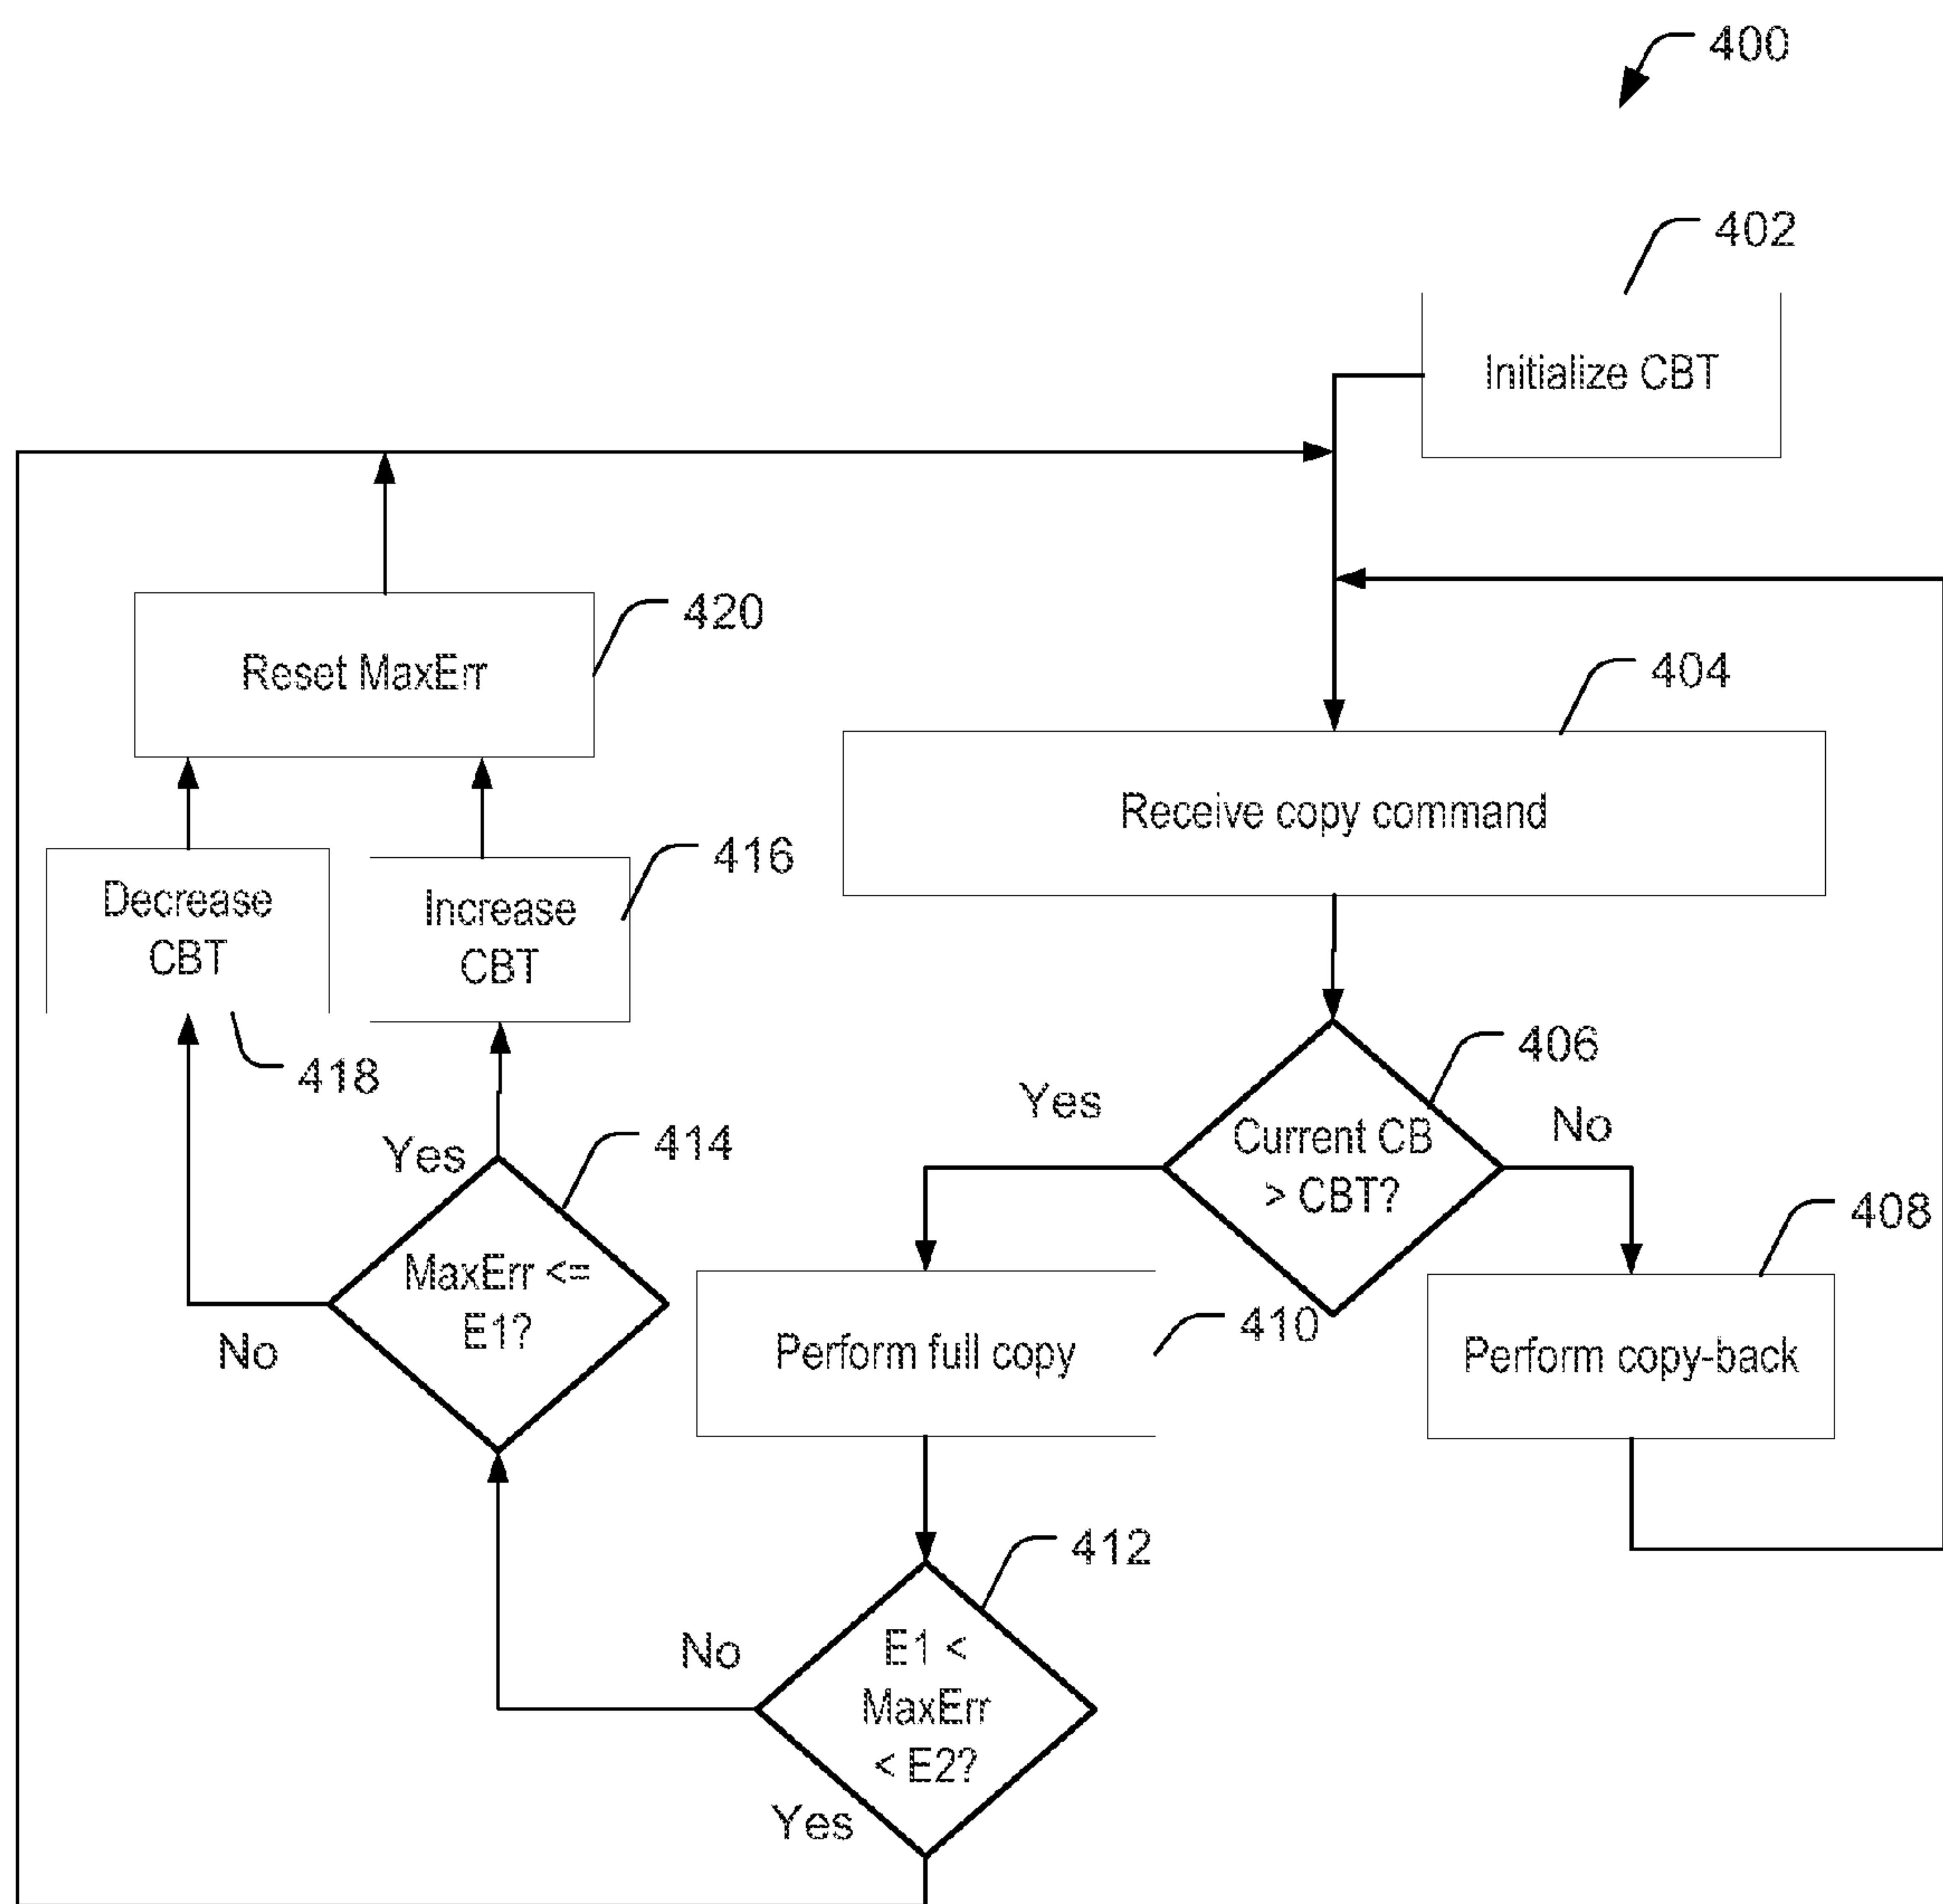 400
402
Initialize CBT
420
Reset MaxErr
404
Receive copy command
416
Decrease
CBT
Increase
CBT
418
406
Yes
Current CB
> CBT?
No
414
Yes
408
MaxErr <=
E1?
No
410
Perform full copy
Perform copy-back
412
No
E1 <
MaxErr
< E2?
Yes